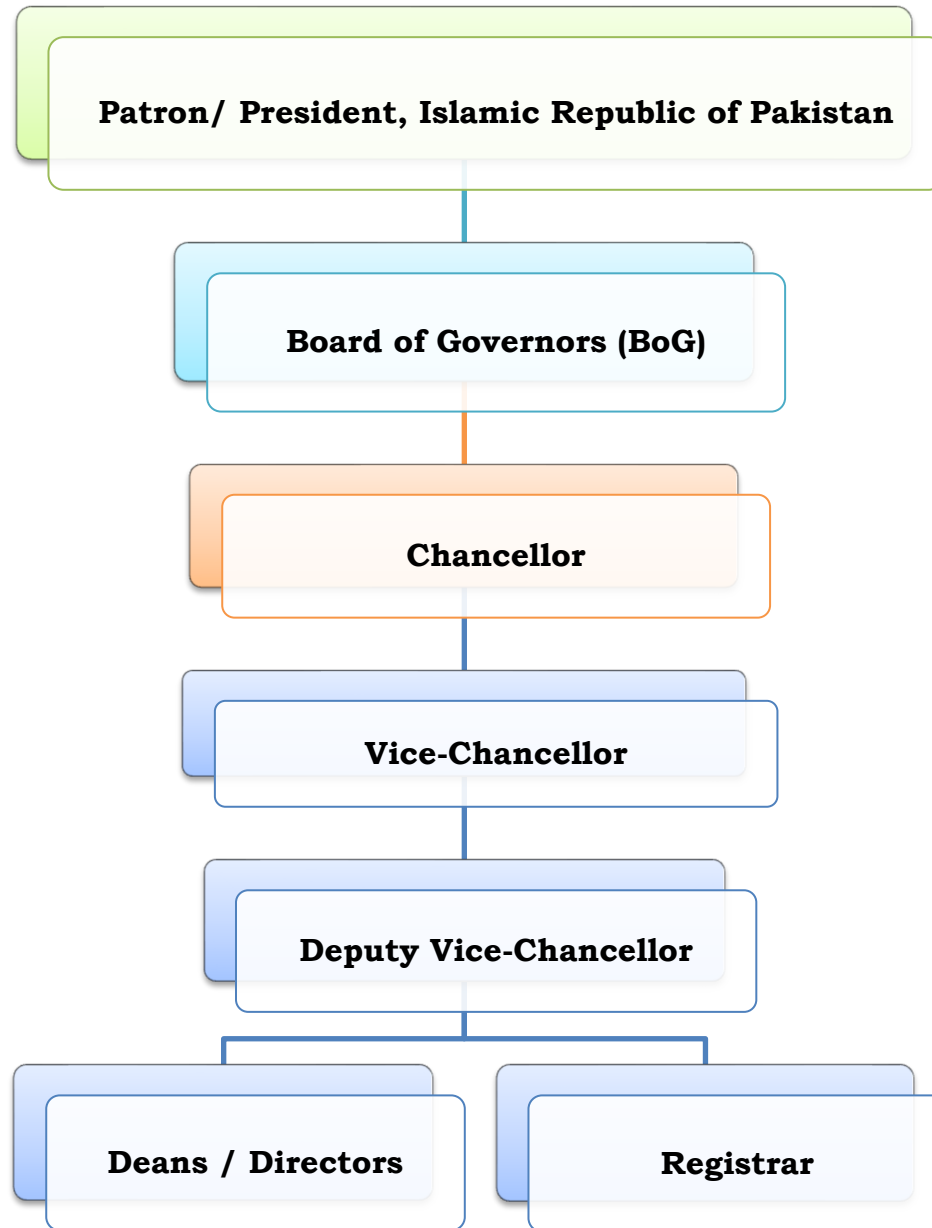 Patron/ President, Islamic Republic of Pakistan
Board of Governors (BoG)
Chancellor
Vice-Chancellor
Deputy Vice-Chancellor
Deans / Directors
Registrar